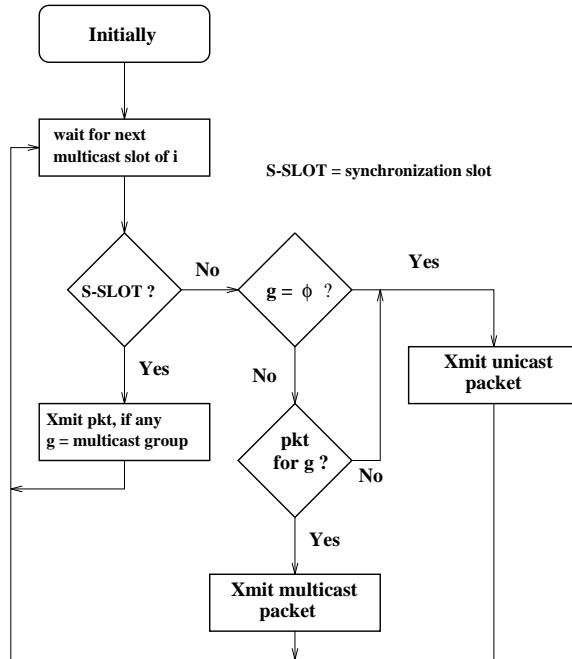 Initially
wait for next
multicast slot of i
S-SLOT = synchronization slot
No
Yes
S-SLOT ?
g = ϕ ?
Yes
No
Xmit unicast
packet
Xmit pkt, if any
g = multicast group
pkt
for g ?
No
Yes
Xmit multicast
packet